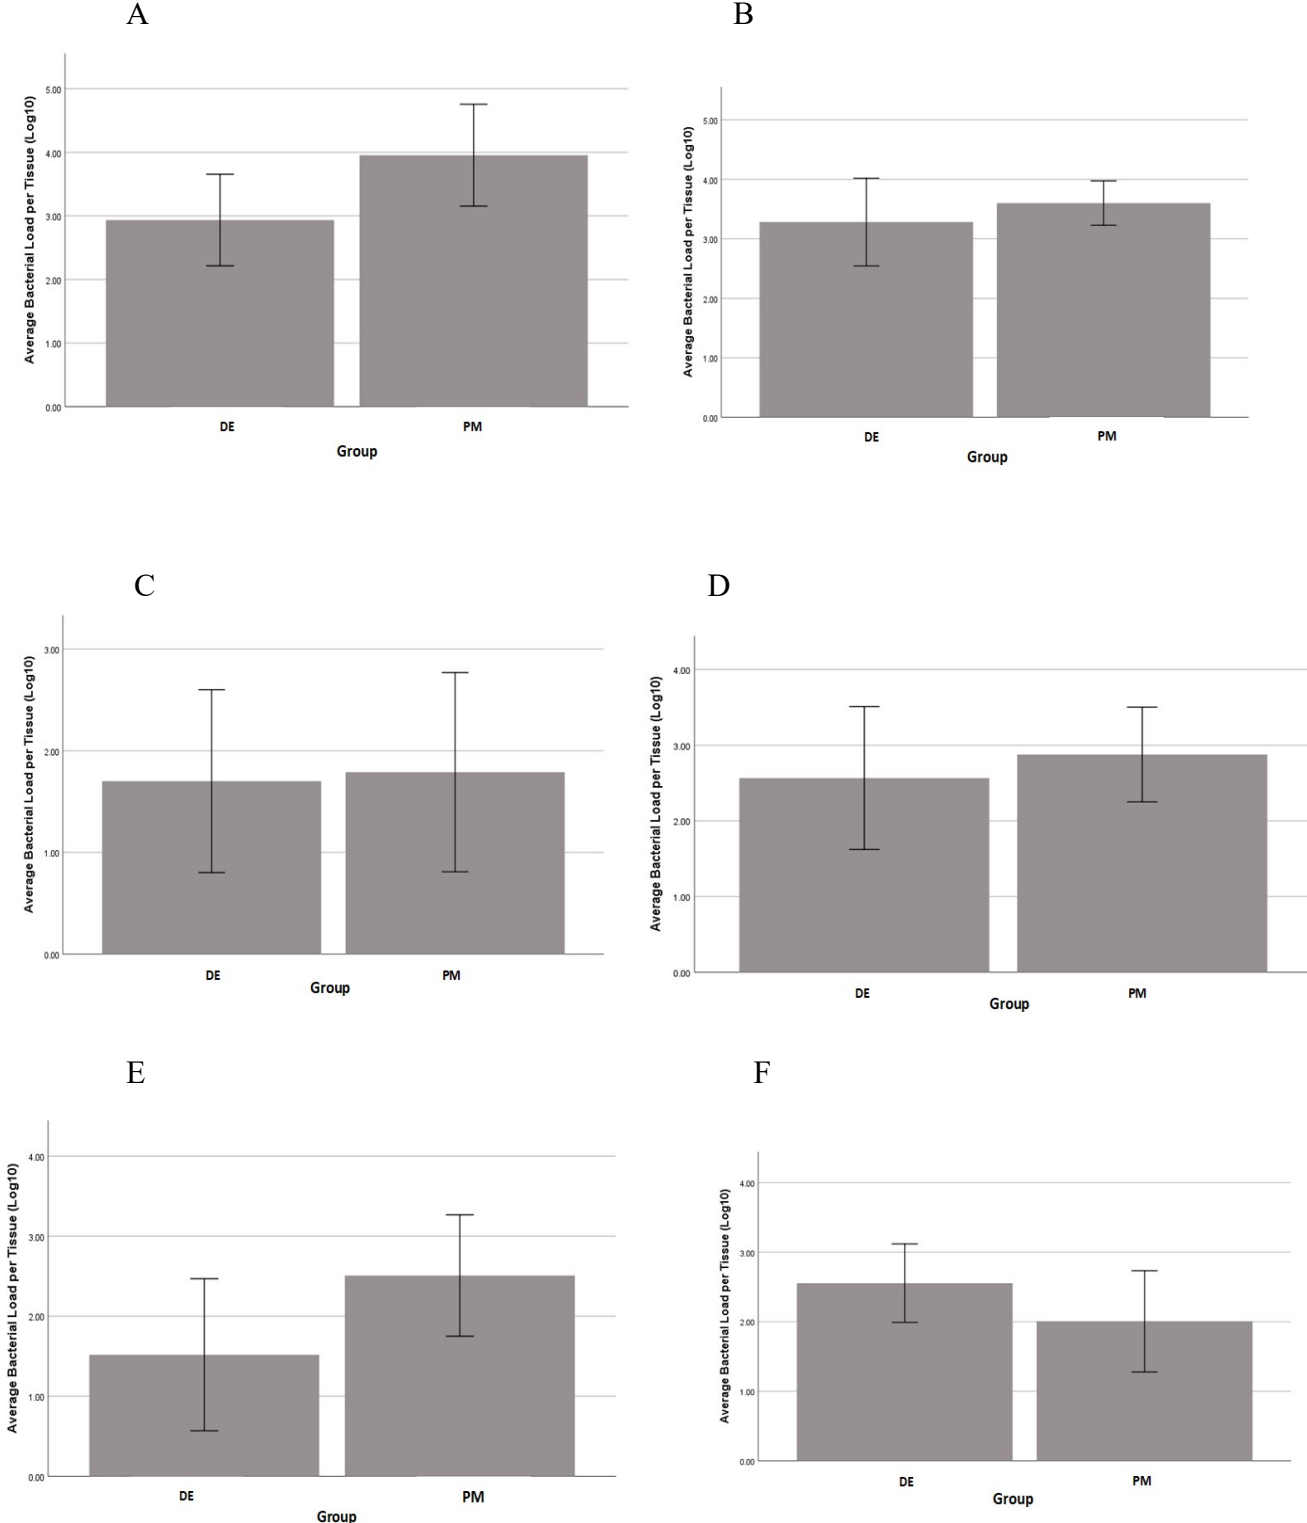 A
Average Bacterial Load per Tissue (Log10)
5.00
4.00
3.00
2.00
1.00
0.00
DE PM
Group
B
Average Bacterial Load per Tissue (Log10)
5.00
4.00
3.00
2.00
1.00
0.00
DE PM
Group
C
Average Bacterial Load per Tissue (Log10)
3.00
2.00
1.00
0.00
DE PM
Group
D
Average Bacterial Load per Tissue (Log10)
4.00
3.00
2.00
1.00
0.00
DE PM
Group
E
Average Bacterial Load per Tissue (Log10)
4.00
3.00
2.00
1.00
0.00
DE PM
Group
F
Average Bacterial Load per Tissue (Log10)
4.00
3.00
2.00
1.00
0.00
DE PM
Group